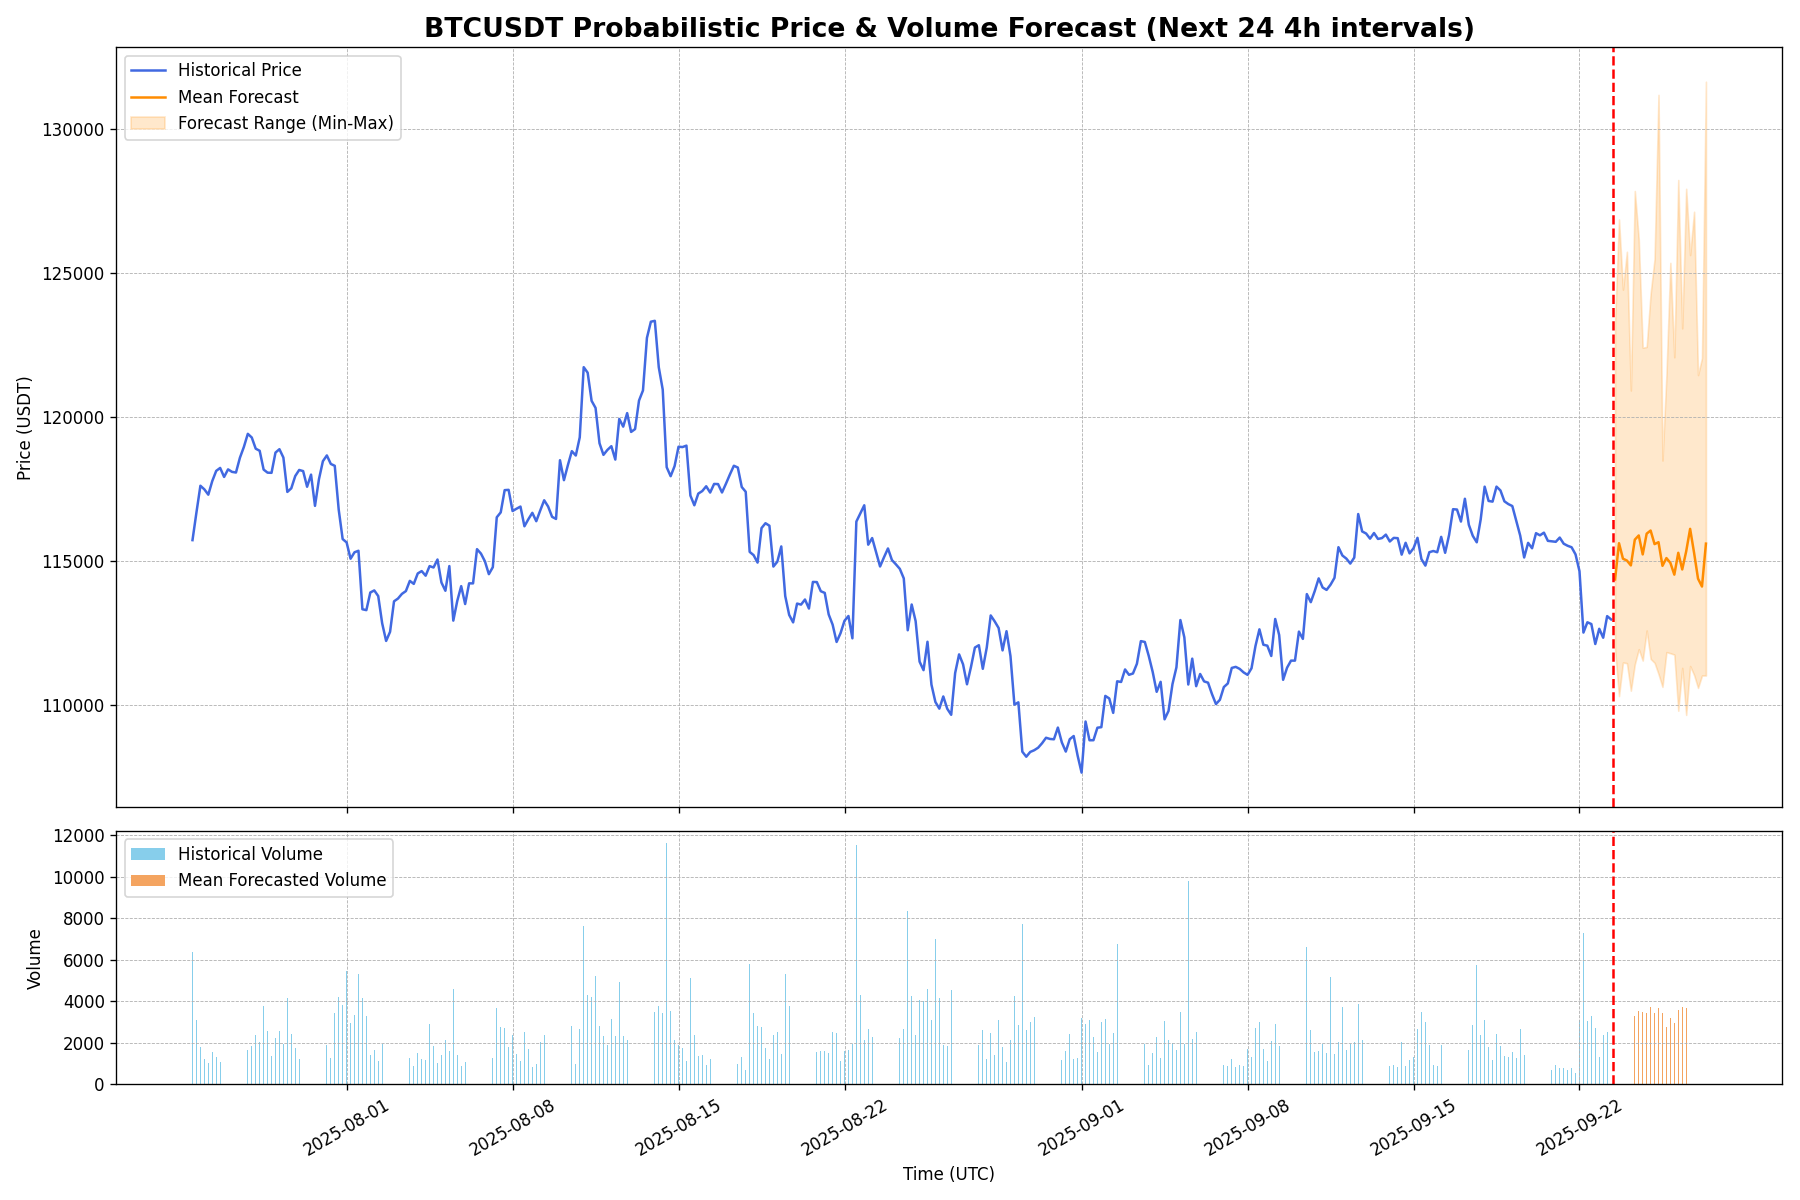 BTCUSDT Probabilistic Price & Volume Forecast (Next 24 4h intervals)
Historical Price
Mean Forecast
Forecast Range (Min-Max)
130000
125000
120000
115000
110000
Price (USDT)
Historical Volume
Mean Forecasted Volume
12000
10000
8000
6000
4000
2000
0
Volume
2025-08-01
2025-08-08
2025-08-15
2025-08-22
2025-09-01
2025-09-08
2025-09-15
2025-09-22
Time (UTC)